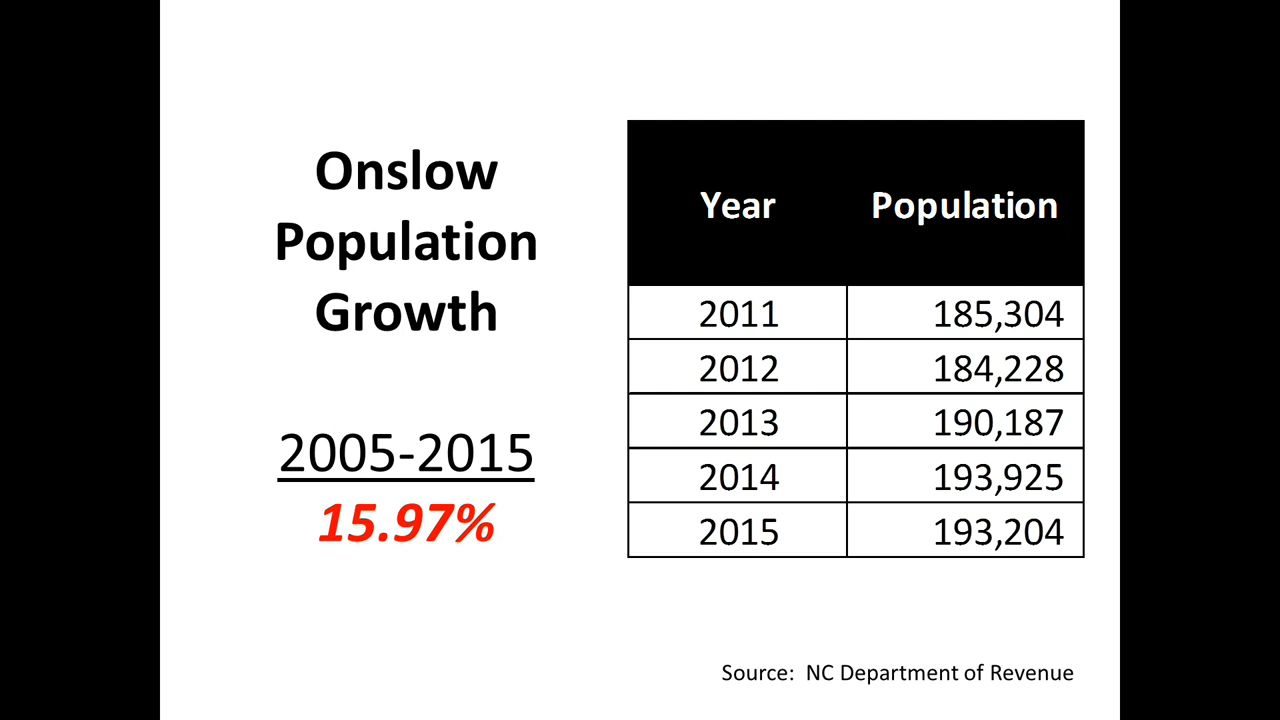 Onslow
Population
Growth
2005-2015
15.97%
Year Population
2011 185,304
2012 184,228
2013 190,187
2014 193,925
2015 193,204
Source: NC Department of Revenue